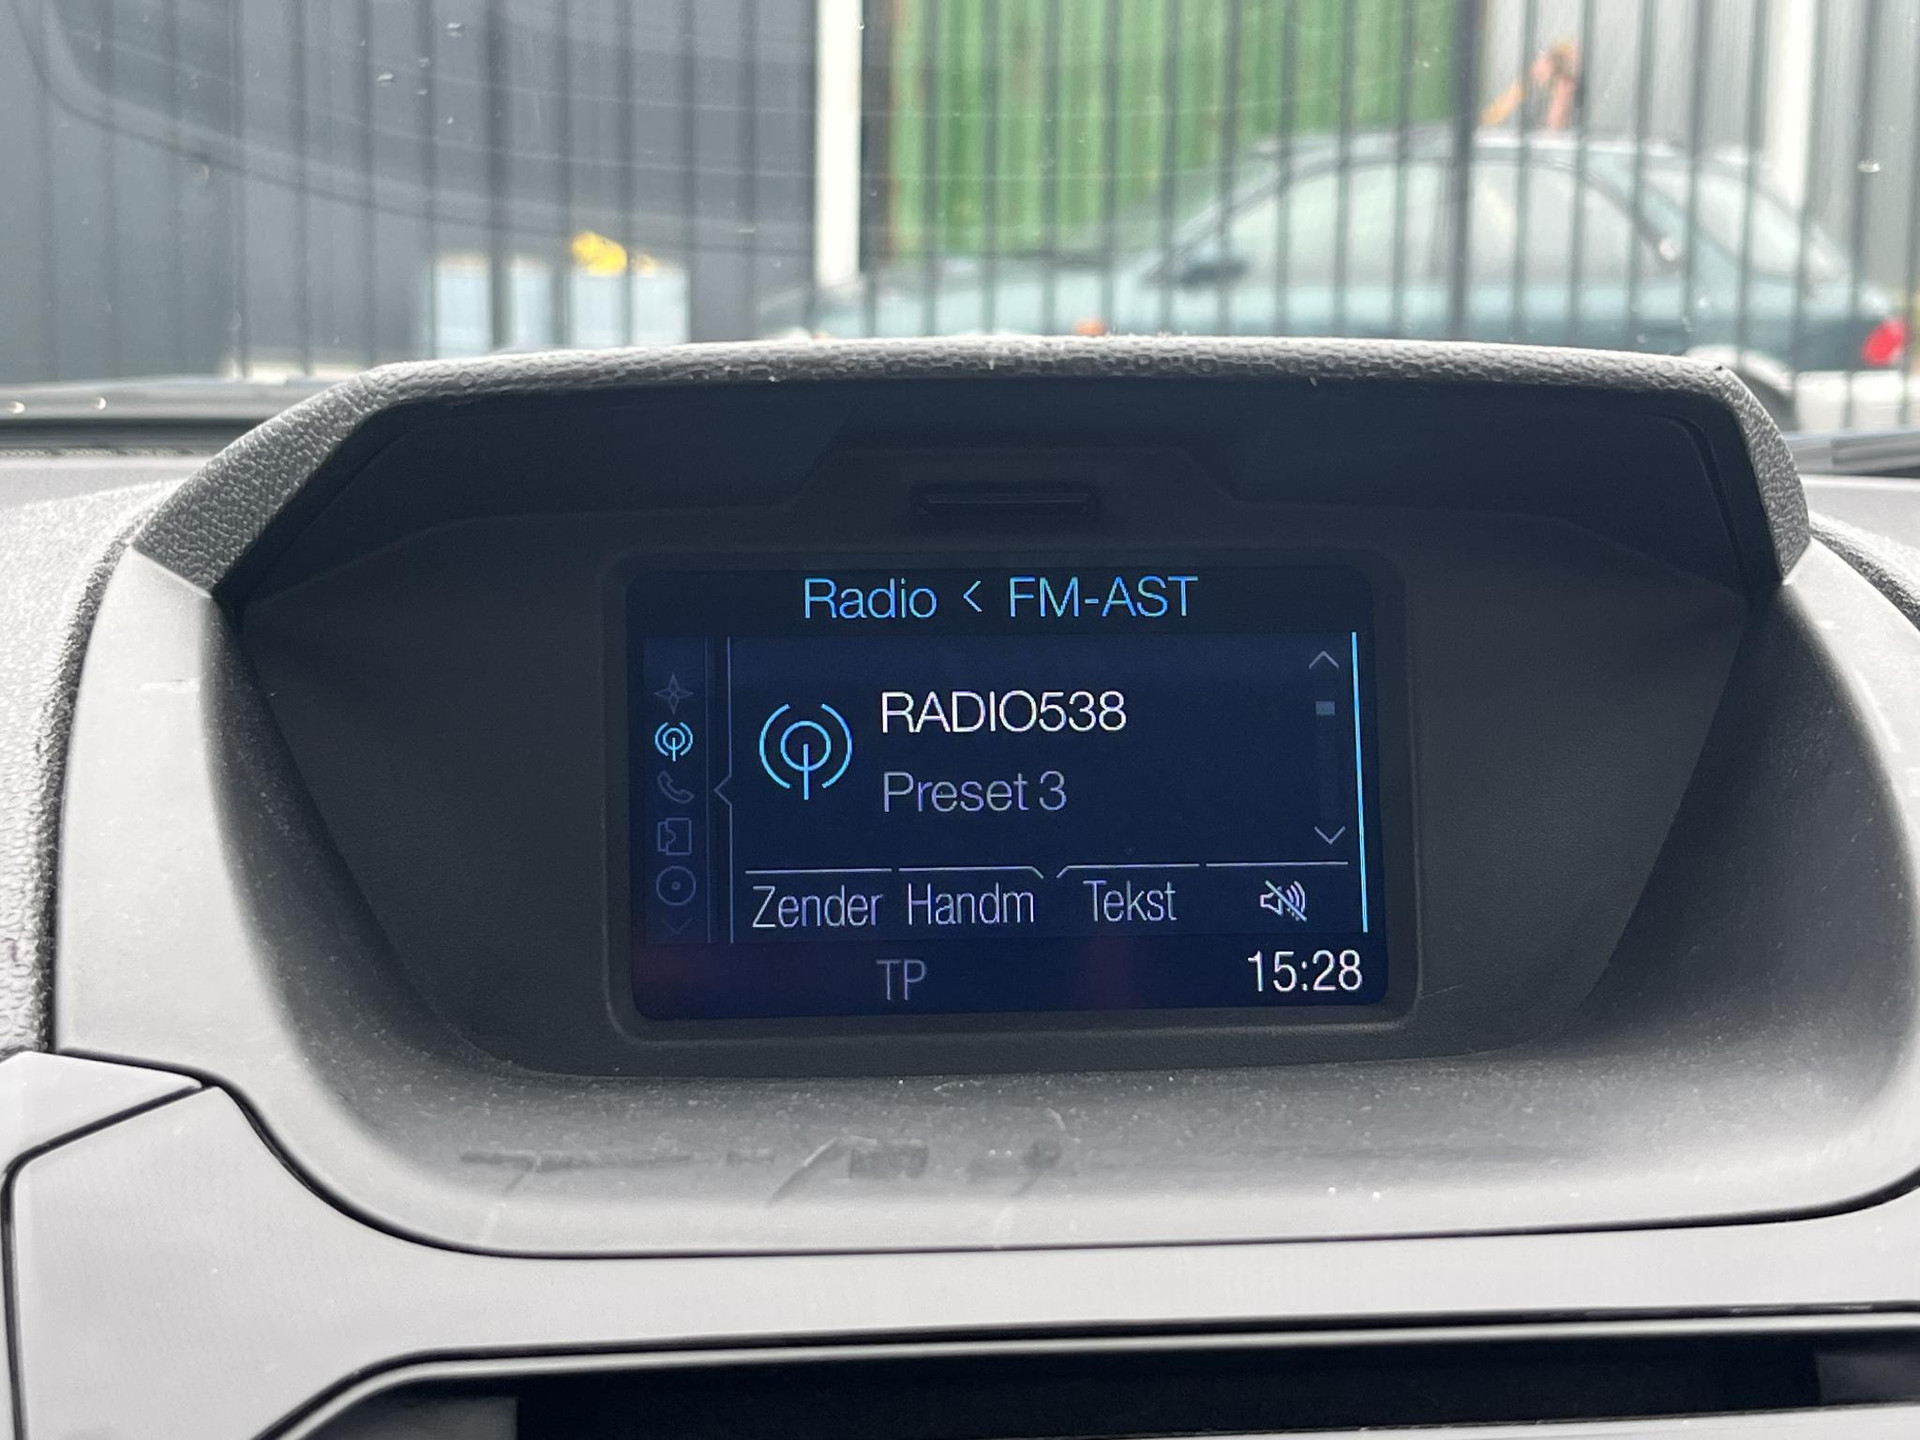 Radio < FM-AST
RADIO538
Preset 3
Zender Handm Tekst
TP 15:28